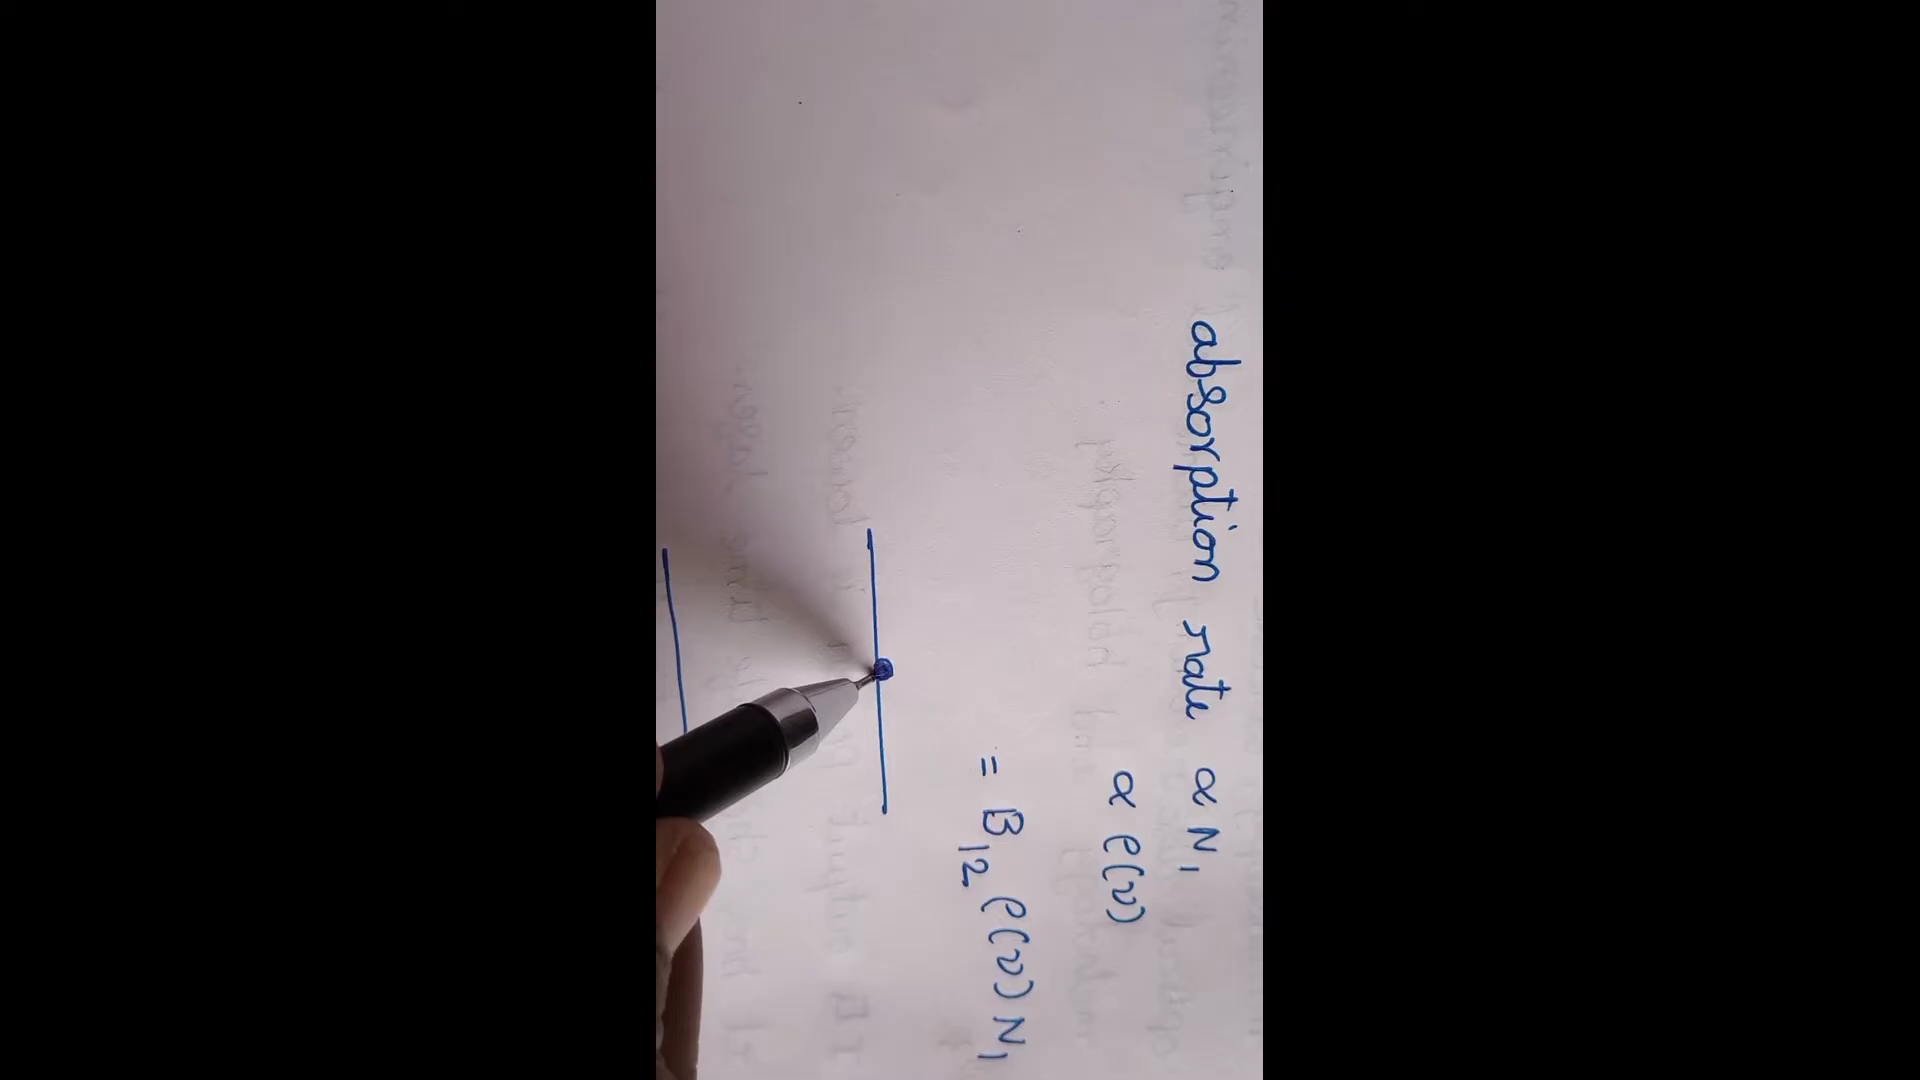 absorption rate α N₁
α ρ(ν)
= B₁₂ ρ(ν) N₁